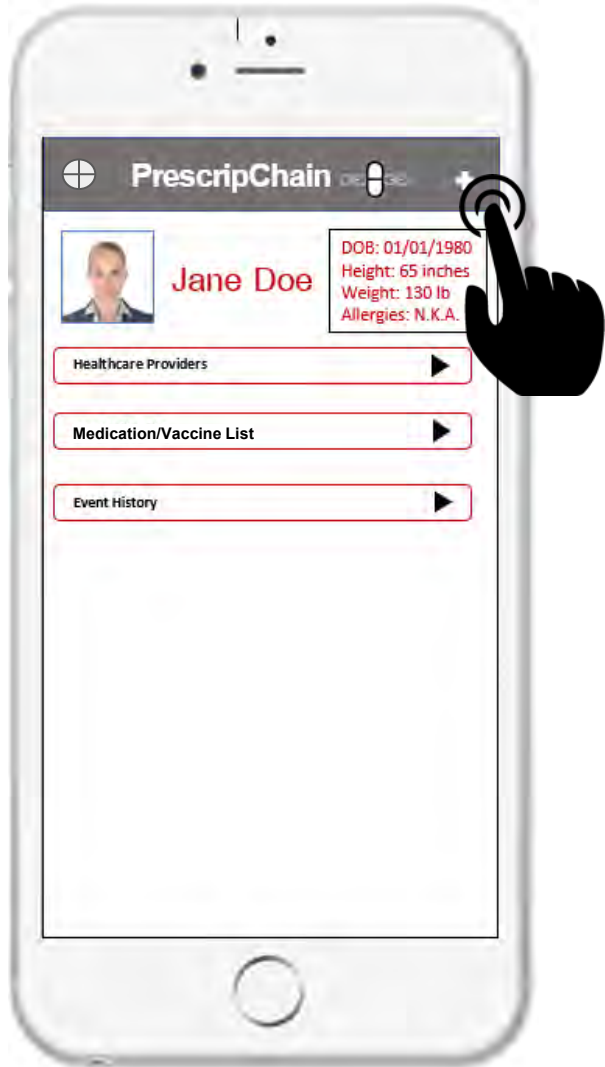 PrescripChain
Jane Doe
DOB: 01/01/1980
Height: 65 inches
Weight: 130 lb
Allergies: N.K.A.
Healthcare Providers
Medication/Vaccine List
Event History